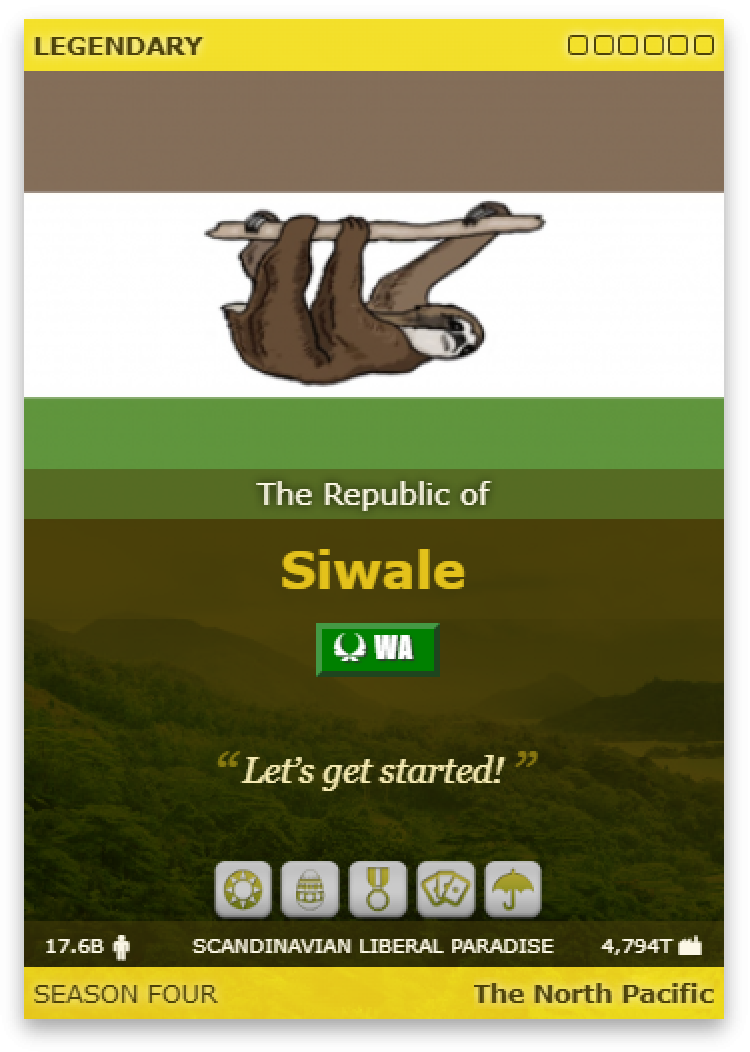 LEGENDARY
The Republic of
Siwale
WA
“Let’s get started!”
17.6B SCANDINAVIAN LIBERAL PARADISE 4,794T
SEASON FOUR The North Pacific